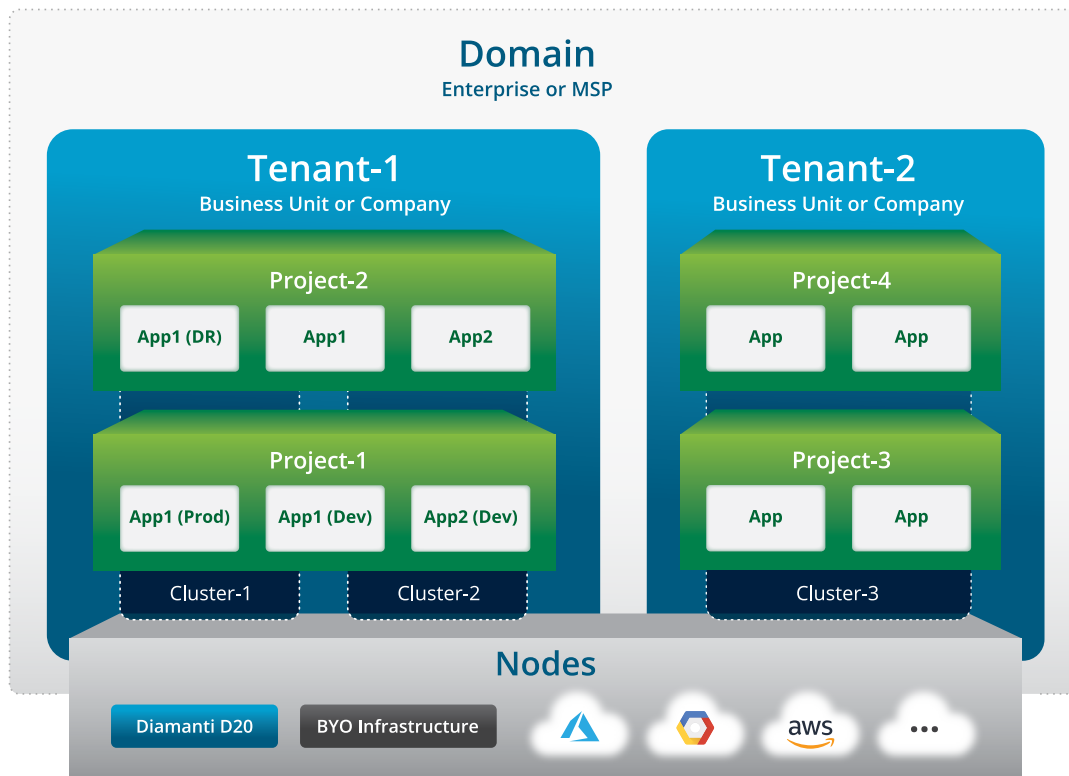 Domain
Enterprise or MSP
Tenant-1
Business Unit or Company
Project-2
App1 (DR)
App1
App2
Project-1
App1 (Prod)
App1 (Dev)
App2 (Dev)
Cluster-1
Cluster-2
Tenant-2
Business Unit or Company
Project-4
App
App
Project-3
App
App
Cluster-3
Nodes
Diamanti D20
BYO Infrastructure
aws
...